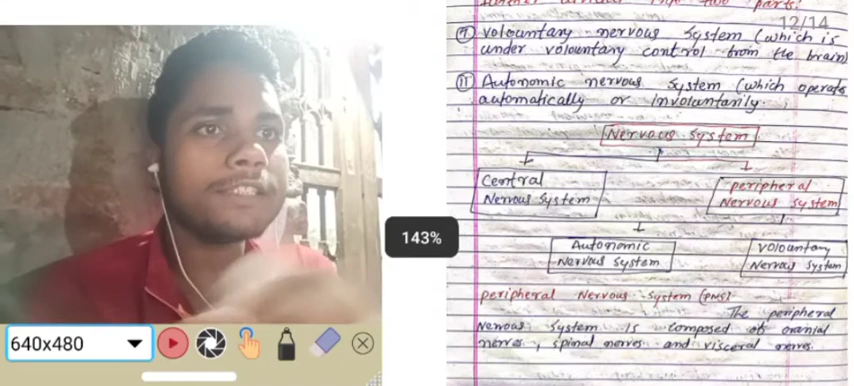 640x480
143%
parts.
12/14
I volountary nervous System (which is
under volountary control from the brain)
II Autonomic nervous System (which operate
automatically or Involuntarily.
Nervous System
Central
Nervous System
peripheral
Nervous System
Autonomic
Nervous System
Volountary
Nervous System
peripheral Nervous System (PNS)
The peripheral
Nervous System is composed of cranial
nerves, spinal nerves and visceral nerves.